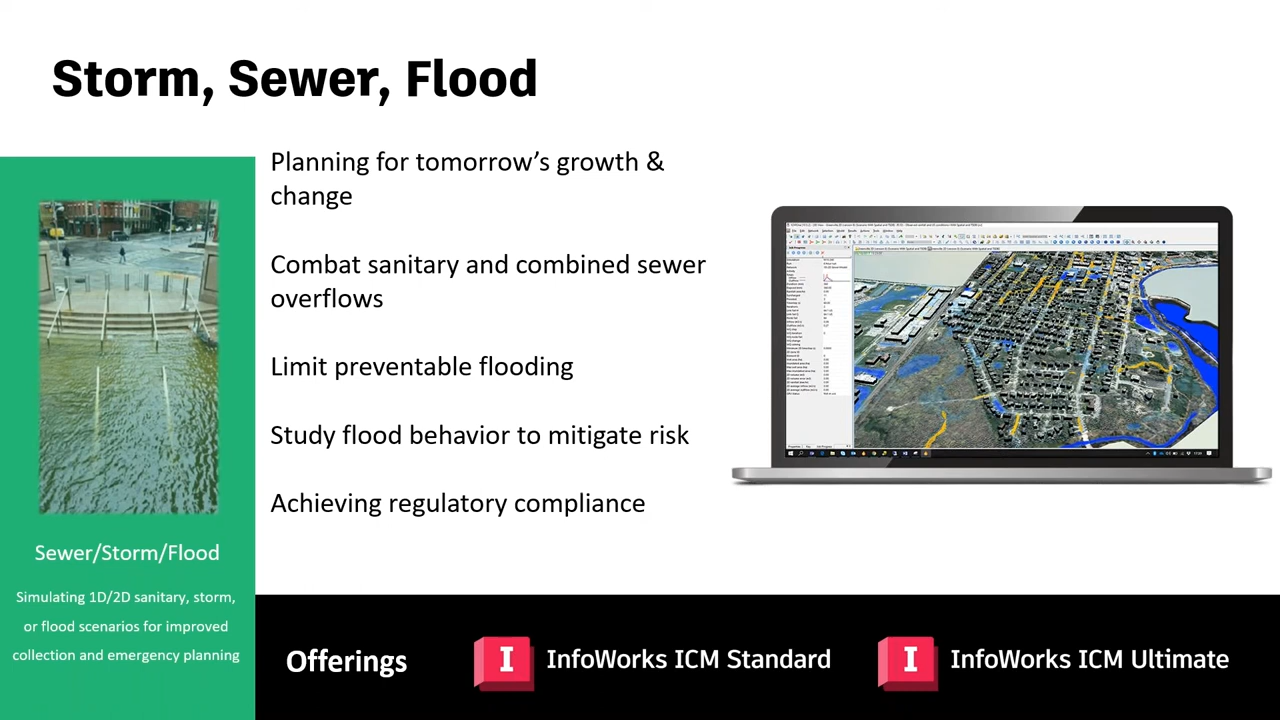 Storm, Sewer, Flood
Planning for tomorrow’s growth &
change
Combat sanitary and combined sewer
overflows
Limit preventable flooding
Study flood behavior to mitigate risk
Achieving regulatory compliance
Sewer/Storm/Flood
Simulating 1D/2D sanitary, storm,
or flood scenarios for improved
collection and emergency planning
Offerings
I InfoWorks ICM Standard
I InfoWorks ICM Ultimate